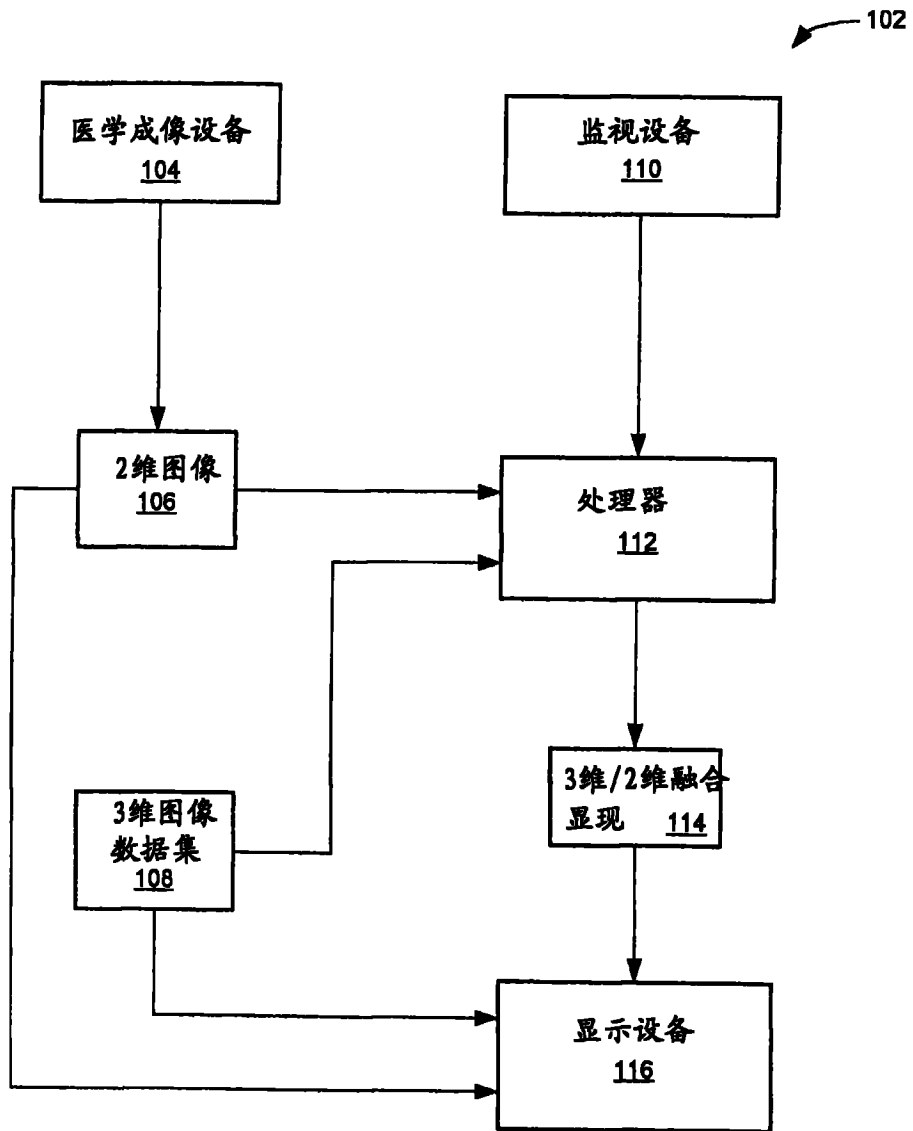 102
医学成像设备
104
监视设备
110
2维图像
106
处理器
112
3维图像
数据集
108
3维/2维融合
显现 114
显示设备
116